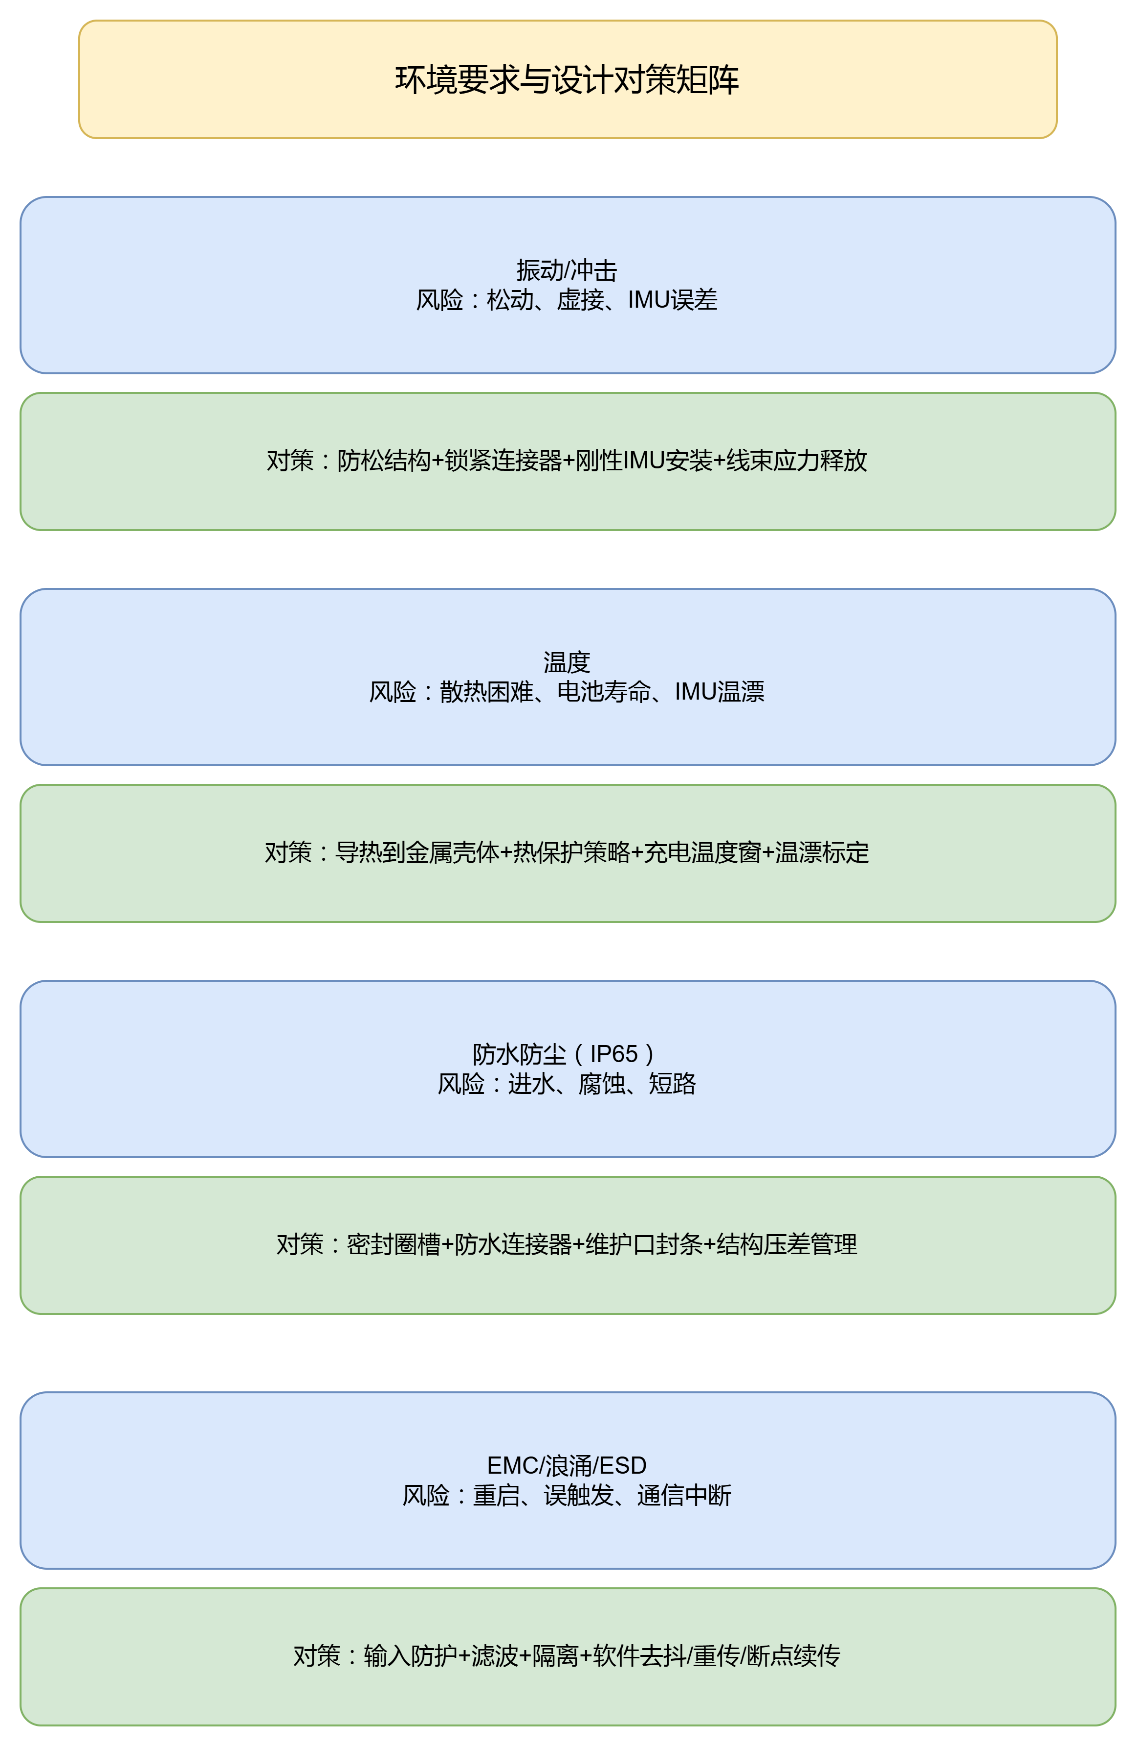 环境要求与设计对策矩阵
振动/冲击
风险：松动、虚接、IMU误差
对策：防松结构+锁紧连接器+刚性IMU安装+线束应力释放
温度
风险：散热困难、电池寿命、IMU温漂
对策：导热到金属壳体+热保护策略+充电温度窗+温漂标定
防水防尘（IP65）
风险：进水、腐蚀、短路
对策：密封圈槽+防水连接器+维护口封条+结构压差管理
EMC/浪涌/ESD
风险：重启、误触发、通信中断
对策：输入防护+滤波+隔离+软件去抖/重传/断点续传